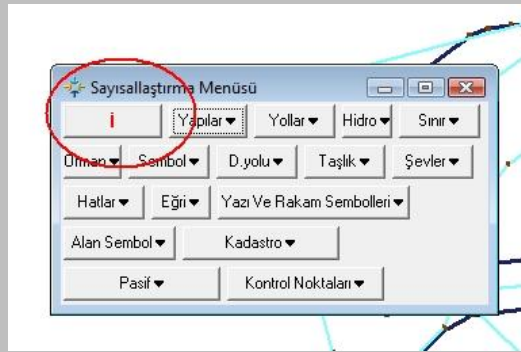 Sayısallaştırma Menüsü
i Yapılar Yollar Hidro Sınır
Orman Sembol D.yolu Taşlık Şevler
Hatlar Eğri Yazı Ve Rakam Sembolleri
Alan Sembol Kadastro
Pasif Kontrol Noktaları